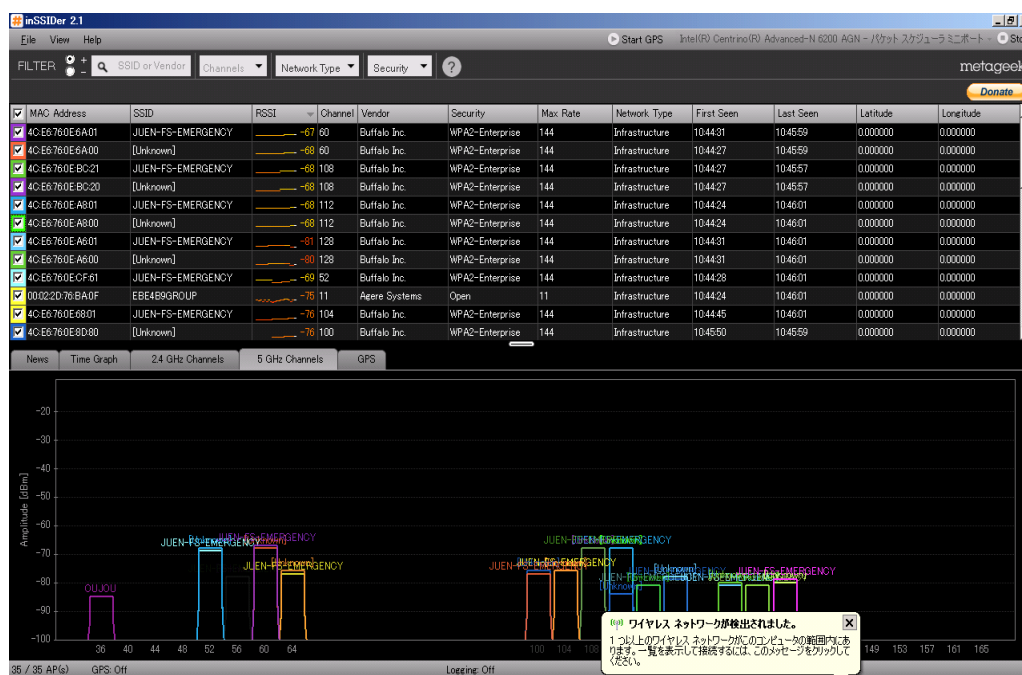 inSSIDer 2.1
File View Help Start GPS Intel(R) Centrino(R) Advanced-N 6200 AGN - パケット スケジューラ ミニポート - Sto
FILTER + - SSID or Vendor Channels Network Type Security ? metageek
Donate
MAC Address SSID RSSI Channel Vendor Security Max Rate Network Type First Seen Last Seen Latitude Longitude
4C:E6:76:0E:6A:01 JUEN-FS-EMERGENCY -67 60 Buffalo Inc. WPA2-Enterprise 144 Infrastructure 10:44:31 10:45:59 0.000000 0.000000
4C:E6:76:0E:6A:00 [Unknown] -68 60 Buffalo Inc. WPA2-Enterprise 144 Infrastructure 10:44:27 10:45:59 0.000000 0.000000
4C:E6:76:0E:BC:21 JUEN-FS-EMERGENCY -68 108 Buffalo Inc. WPA2-Enterprise 144 Infrastructure 10:44:27 10:45:57 0.000000 0.000000
4C:E6:76:0E:BC:20 [Unknown] -68 108 Buffalo Inc. WPA2-Enterprise 144 Infrastructure 10:44:27 10:45:57 0.000000 0.000000
4C:E6:76:0E:A8:01 JUEN-FS-EMERGENCY -68 112 Buffalo Inc. WPA2-Enterprise 144 Infrastructure 10:44:24 10:46:01 0.000000 0.000000
4C:E6:76:0E:A8:00 [Unknown] -68 112 Buffalo Inc. WPA2-Enterprise 144 Infrastructure 10:44:24 10:46:01 0.000000 0.000000
4C:E6:76:0E:A6:01 JUEN-FS-EMERGENCY -81 128 Buffalo Inc. WPA2-Enterprise 144 Infrastructure 10:44:31 10:46:01 0.000000 0.000000
4C:E6:76:0E:A6:00 [Unknown] -80 128 Buffalo Inc. WPA2-Enterprise 144 Infrastructure 10:44:31 10:46:01 0.000000 0.000000
4C:E6:76:0E:CF:61 JUEN-FS-EMERGENCY -69 52 Buffalo Inc. WPA2-Enterprise 144 Infrastructure 10:44:28 10:46:01 0.000000 0.000000
00:02:2D:76:BA:0F EBE4B9GROUP -75 11 Agere Systems Open 11 Infrastructure 10:44:24 10:46:01 0.000000 0.000000
4C:E6:76:0E:68:01 JUEN-FS-EMERGENCY -76 104 Buffalo Inc. WPA2-Enterprise 144 Infrastructure 10:44:45 10:46:01 0.000000 0.000000
4C:E6:76:0E:8D:80 [Unknown] -76 100 Buffalo Inc. WPA2-Enterprise 144 Infrastructure 10:45:50 10:45:59 0.000000 0.000000
News Time Graph 2.4 GHz Channels 5 GHz Channels GPS
Amplitude [dBm]
-20
-30
-40
-50
-60
-70
-80
-90
-100
JUEN-FS-EMERGENCY
JUEN-FS-EMERGENCY
OUJOU
36 40 44 48 52 56 60 64 100 104 108 149 153 157 161 165
ワイヤレス ネットワークが検出されました。
1 つ以上のワイヤレス ネットワークがこのコンピュータの範囲内にあ
ります。一覧を表示して接続するには、このメッセージをクリックして
ください。
35 / 35 AP(s) GPS: Off Logging: Off